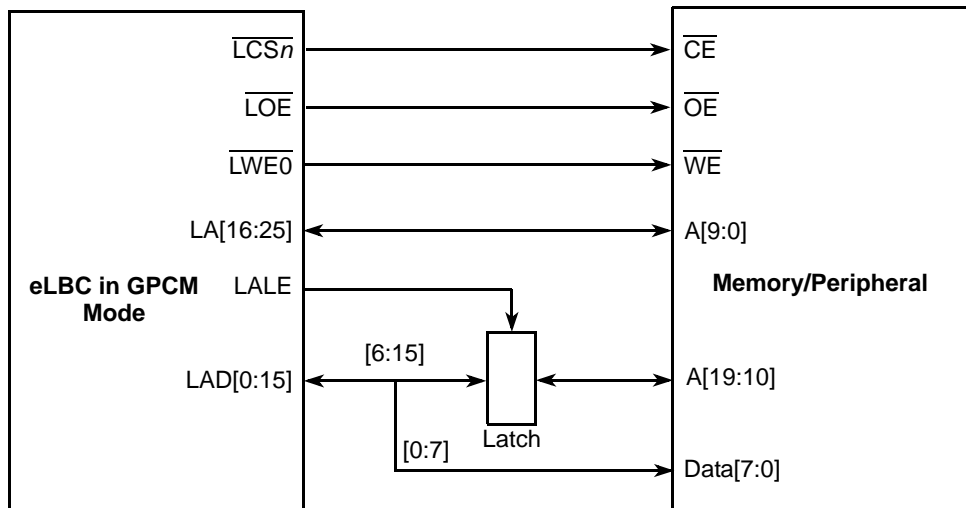 LCSn
CE
LOE
OE
LWE0
WE
LA[16:25]
A[9:0]
eLBC in GPCM
Mode
LALE
Memory/Peripheral
[6:15]
LAD[0:15]
A[19:10]
Latch
[0:7]
Data[7:0]